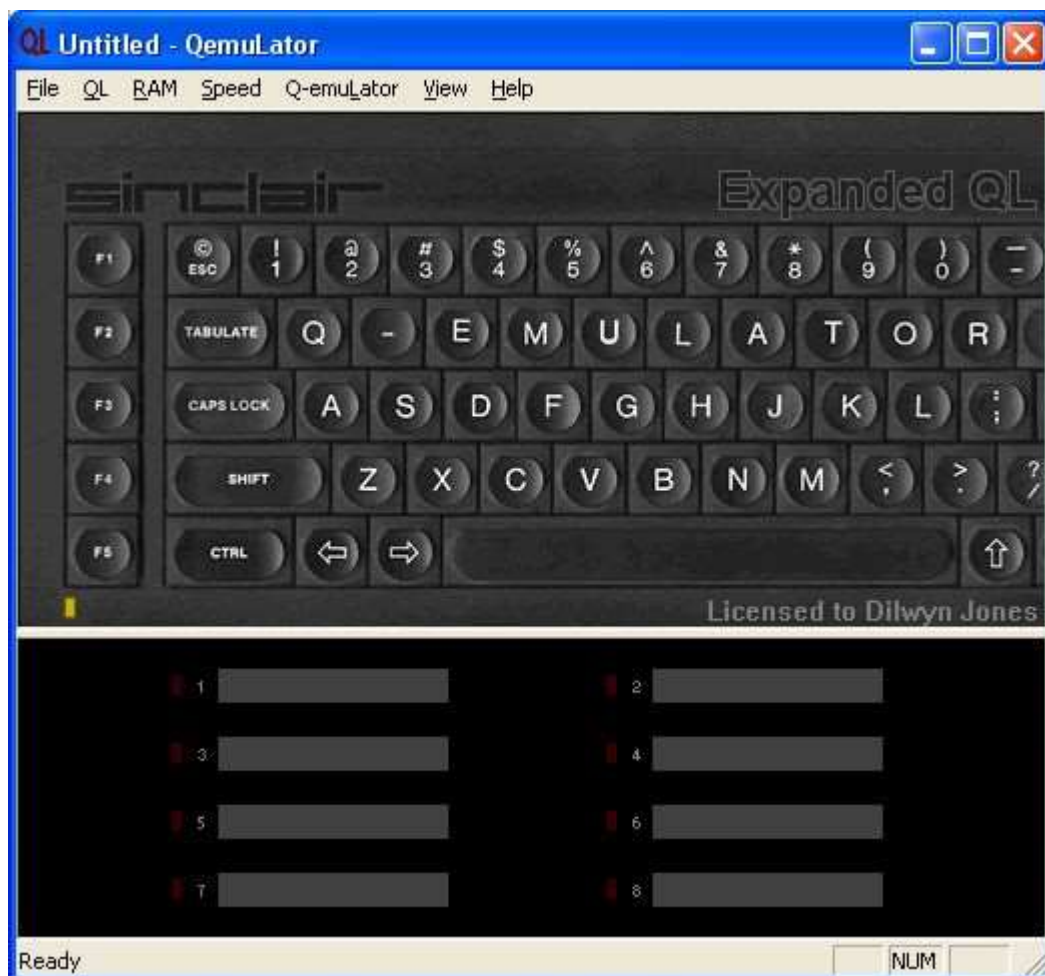 QL Untitled - QemuLator
File QL RAM Speed Q-emuLator View Help
sinclair Expanded QL
F1 © ESC ! 1 @ 2 # 3 $ 4 % 5 ^ 6 & 7 * 8 ( 9 ) 0 — -
F2 TABULATE Q - E M U L A T O R
F3 CAPS LOCK A S D F G H J K L : ;
F4 SHIFT Z X C V B N M < , > . ? /
F5 CTRL ⇦ ⇨ ⇧
Licensed to Dilwyn Jones
1 2
3 4
5 6
7 8
Ready NUM